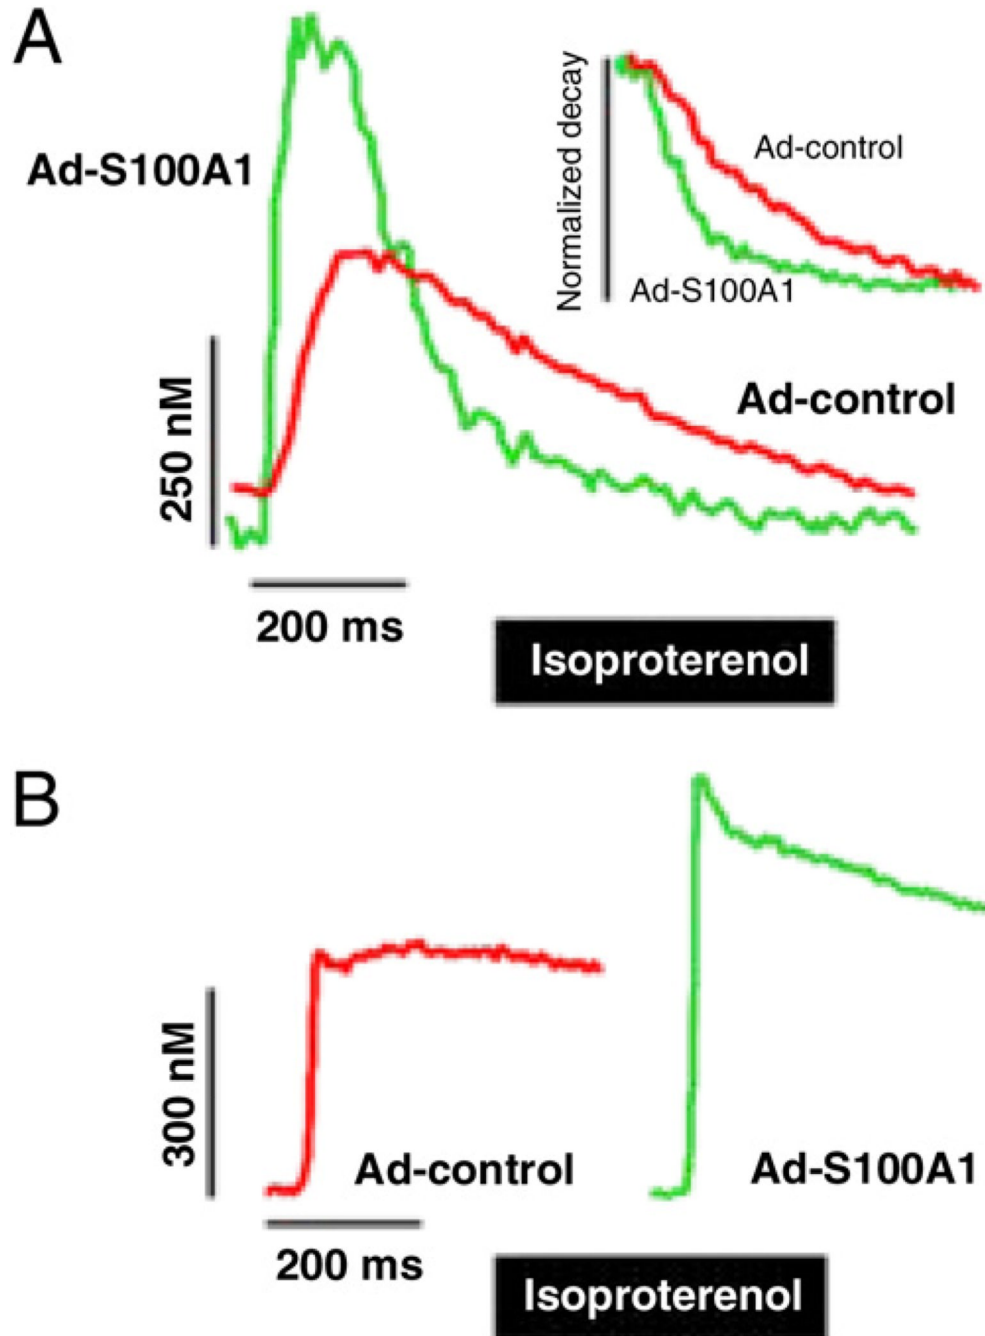 A
Ad-S100A1
Normalized decay
Ad-control
Ad-S100A1
Ad-control
250 nM
200 ms
Isoproterenol
B
300 nM
Ad-control
Ad-S100A1
200 ms
Isoproterenol